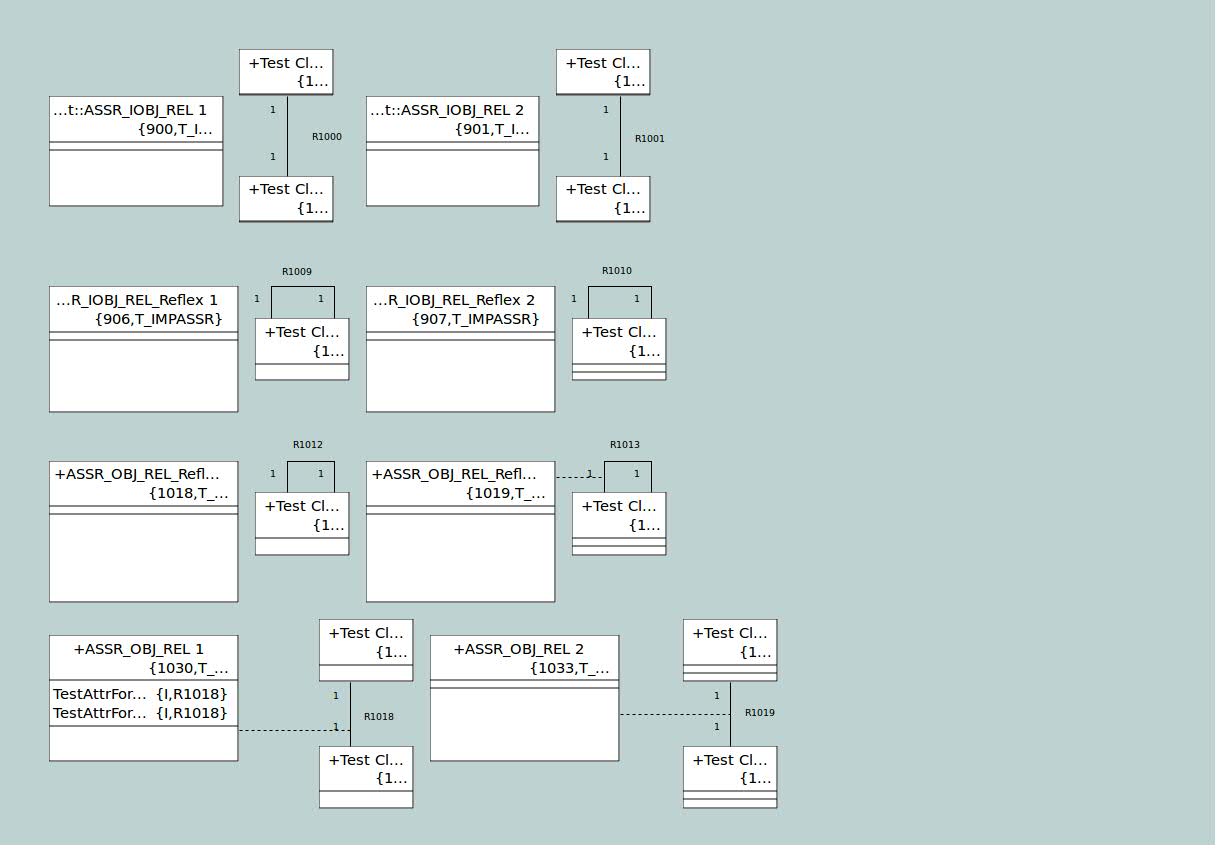 +Test Cl...
{1...
+Test Cl...
{1...
...t::ASSR_IOBJ_REL 1
{900,T_I...
1
R1000
1
...t::ASSR_IOBJ_REL 2
{901,T_I...
1
R1001
1
+Test Cl...
{1...
+Test Cl...
{1...
R1009
R1010
...R_IOBJ_REL_Reflex 1
{906,T_IMPASSR}
1
1
+Test Cl...
{1...
...R_IOBJ_REL_Reflex 2
{907,T_IMPASSR}
1
1
+Test Cl...
{1...
R1012
R1013
+ASSR_OBJ_REL_Refl...
{1018,T_...
1
1
+Test Cl...
{1...
+ASSR_OBJ_REL_Refl...
{1019,T_...
1
1
+Test Cl...
{1...
+ASSR_OBJ_REL 1
{1030,T_...
TestAttrFor... {I,R1018}
TestAttrFor... {I,R1018}
+Test Cl...
{1...
1
R1018
1
+Test Cl...
{1...
+ASSR_OBJ_REL 2
{1033,T_...
+Test Cl...
{1...
1
R1019
1
+Test Cl...
{1...